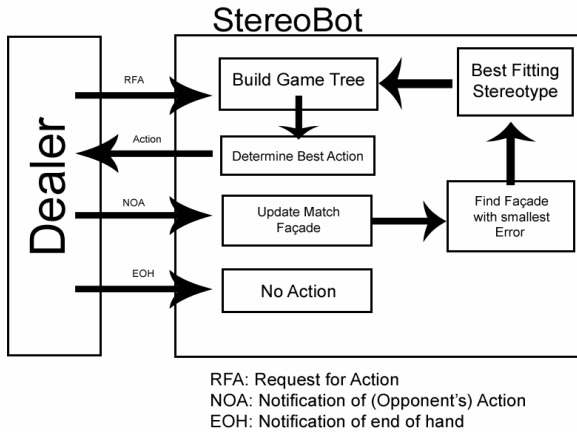 StereoBot
Dealer
RFA
Build Game Tree
Best Fitting
Stereotype
Action
Determine Best Action
NOA
Update Match
Façade
Find Façade
with smallest
Error
EOH
No Action
RFA: Request for Action
NOA: Notification of (Opponent's) Action
EOH: Notification of end of hand